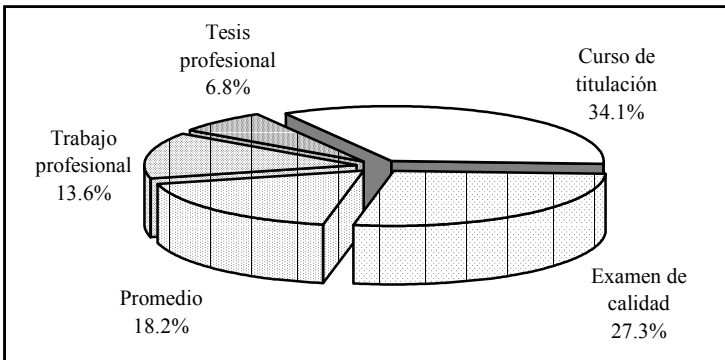 Tesis
profesional
6.8%
Curso de
titulación
34.1%
Trabajo
profesional
13.6%
Promedio
18.2%
Examen de
calidad
27.3%